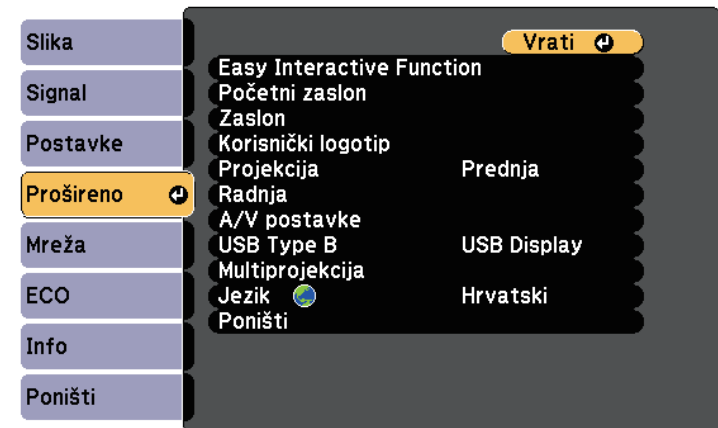 Slika
Signal
Postavke
Prošireno
Mreža
ECO
Info
Poništi
Vrati
Easy Interactive Function
Početni zaslon
Zaslon
Korisnički logotip
Projekcija Prednja
Radnja
A/V postavke
USB Type B USB Display
Multiprojekcija
Jezik Hrvatski
Poništi